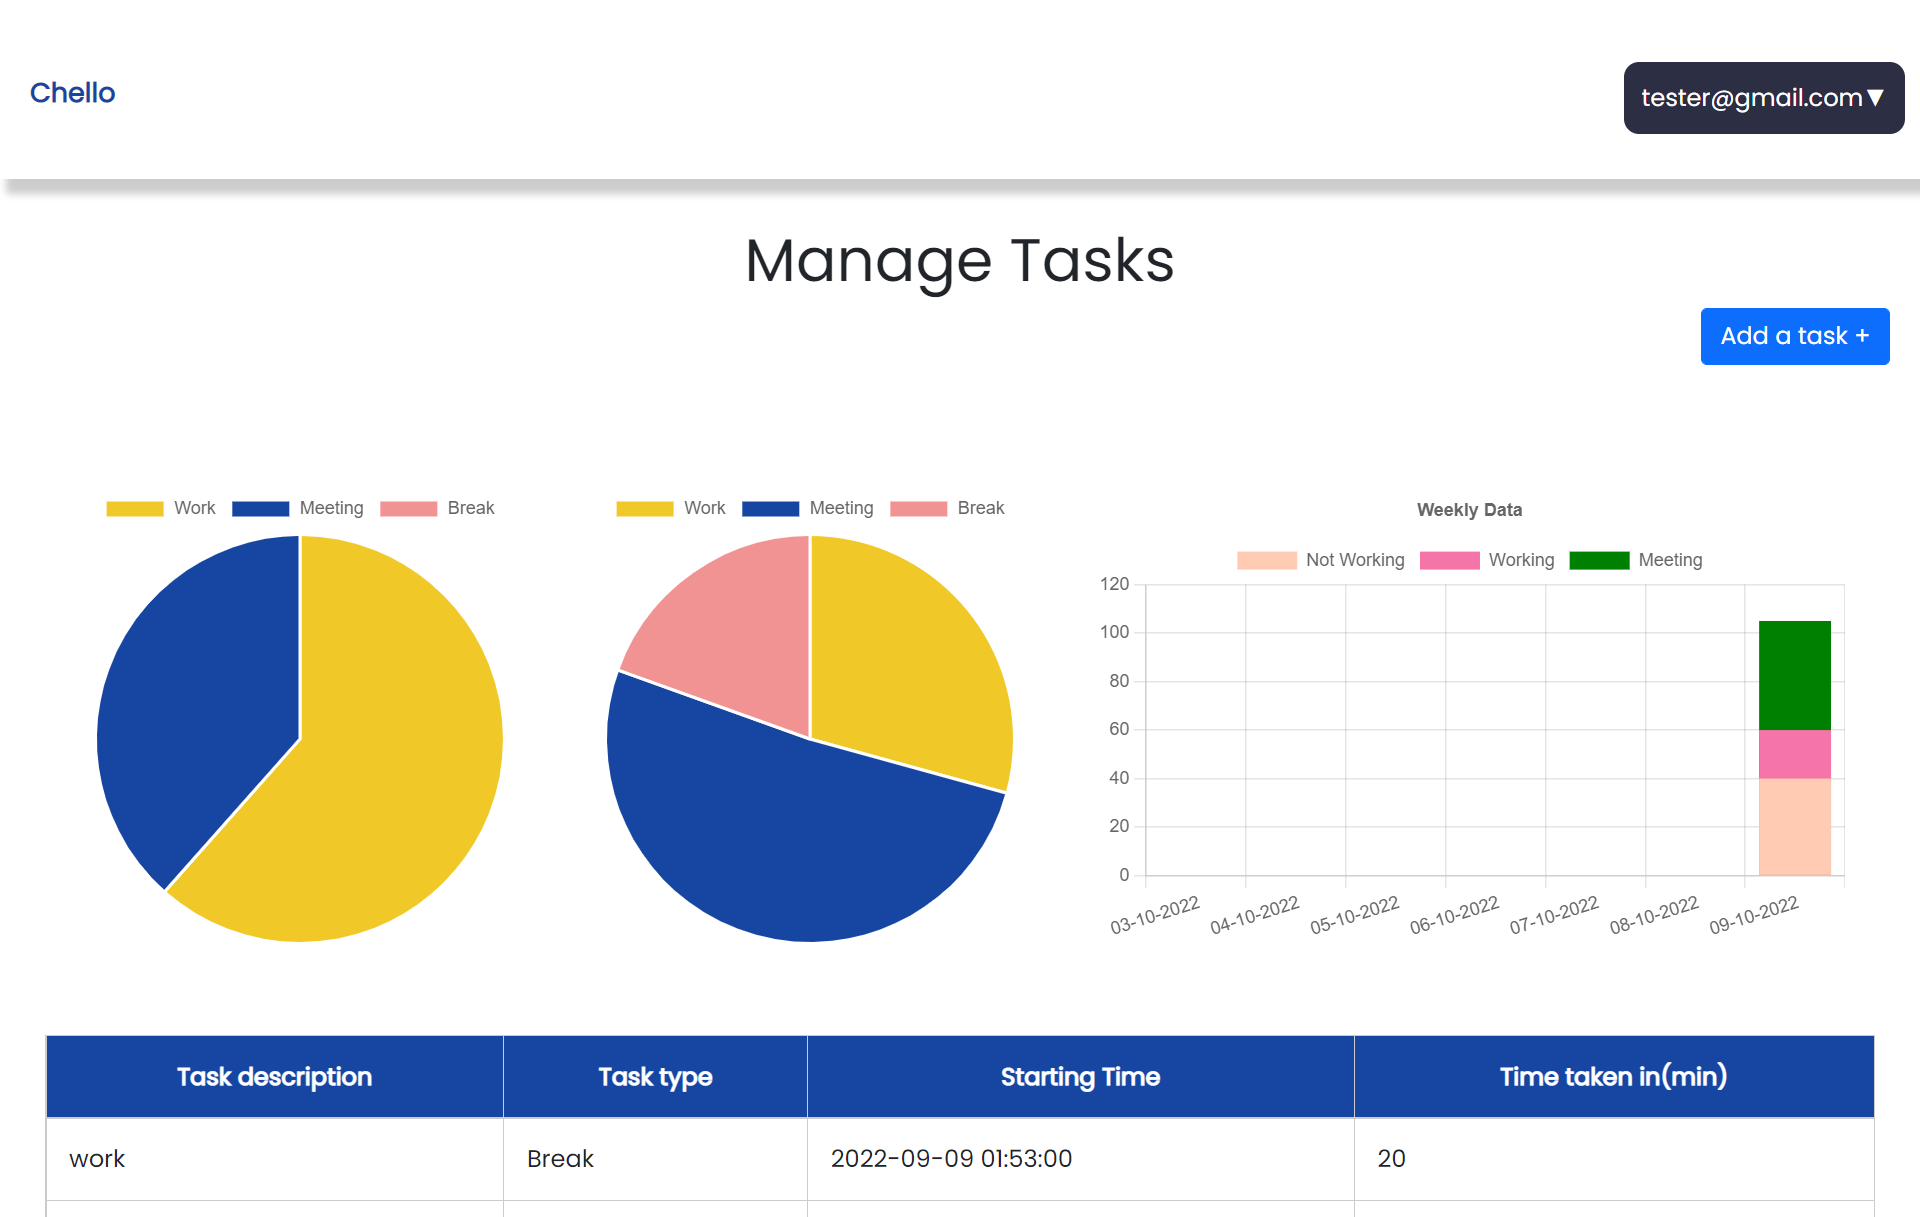 Chello
tester@gmail.com▼
Manage Tasks
Add a task +
Work Meeting Break
Work Meeting Break
Weekly Data
Not Working Working Meeting
120
100
80
60
40
20
0
03-10-2022 04-10-2022 05-10-2022 06-10-2022 07-10-2022 08-10-2022 09-10-2022
Task description Task type Starting Time Time taken in(min)
work Break 2022-09-09 01:53:00 20